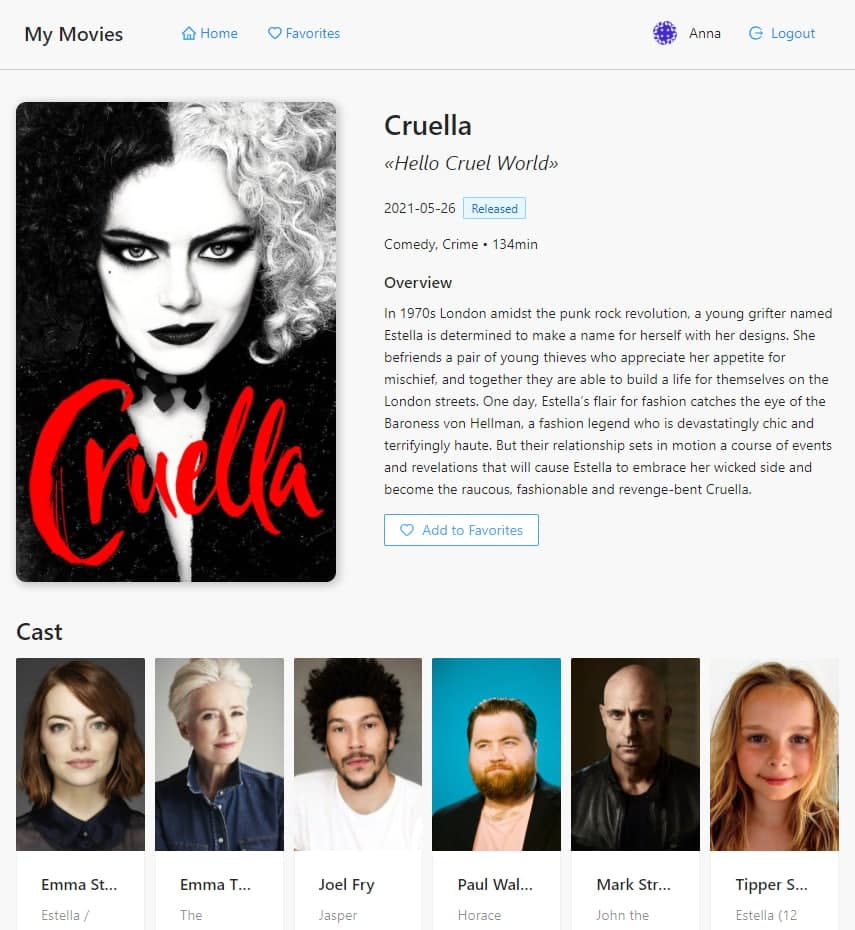 My Movies
Home
Favorites
Anna
Logout
Cruella
Cruella
«Hello Cruel World»
2021-05-26 Released
Comedy, Crime • 134min
Overview
In 1970s London amidst the punk rock revolution, a young grifter named
Estella is determined to make a name for herself with her designs. She
befriends a pair of young thieves who appreciate her appetite for
mischief, and together they are able to build a life for themselves on the
London streets. One day, Estella’s flair for fashion catches the eye of the
Baroness von Hellman, a fashion legend who is devastatingly chic and
terrifyingly haute. But their relationship sets in motion a course of events
and revelations that will cause Estella to embrace her wicked side and
become the raucous, fashionable and revenge-bent Cruella.
Add to Favorites
Cast
Emma St...
Estella /
Emma T...
The
Joel Fry
Jasper
Paul Wal...
Horace
Mark Str...
John the
Tipper S...
Estella (12